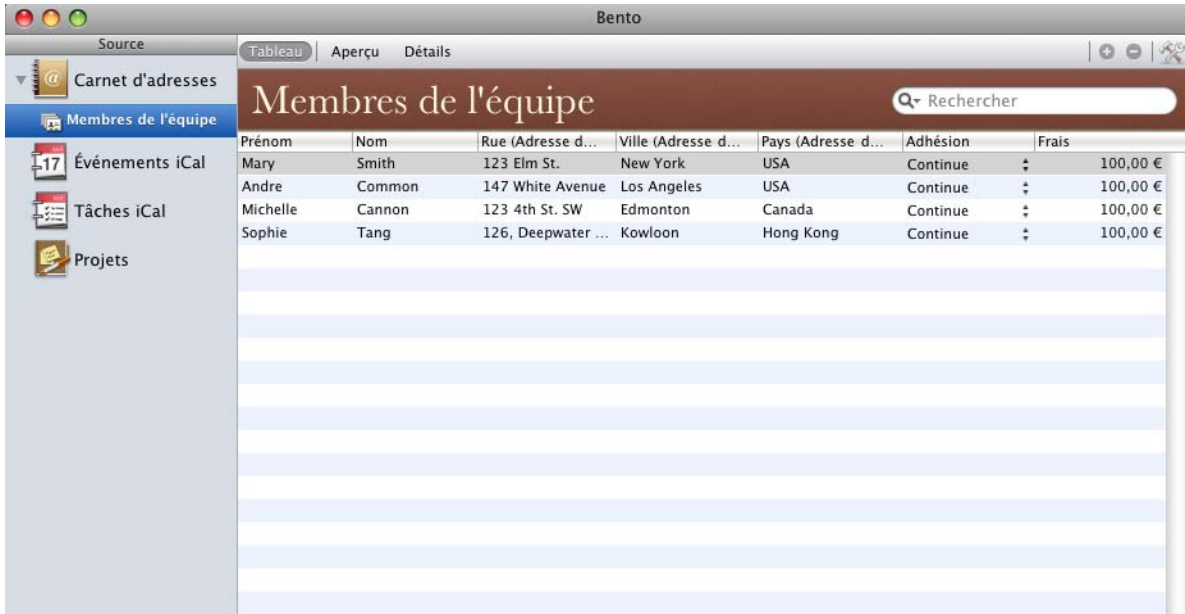 Bento
Source
Tableau Aperçu Détails
Carnet d'adresses
Membres de l'équipe
17 Événements iCal
Tâches iCal
Projets
Membres de l'équipe
Rechercher
Prénom Nom Rue (Adresse d... Ville (Adresse d... Pays (Adresse d... Adhésion Frais
Mary Smith 123 Elm St. New York USA Continue 100,00 €
Andre Common 147 White Avenue Los Angeles USA Continue 100,00 €
Michelle Cannon 123 4th St. SW Edmonton Canada Continue 100,00 €
Sophie Tang 126, Deepwater ... Kowloon Hong Kong Continue 100,00 €